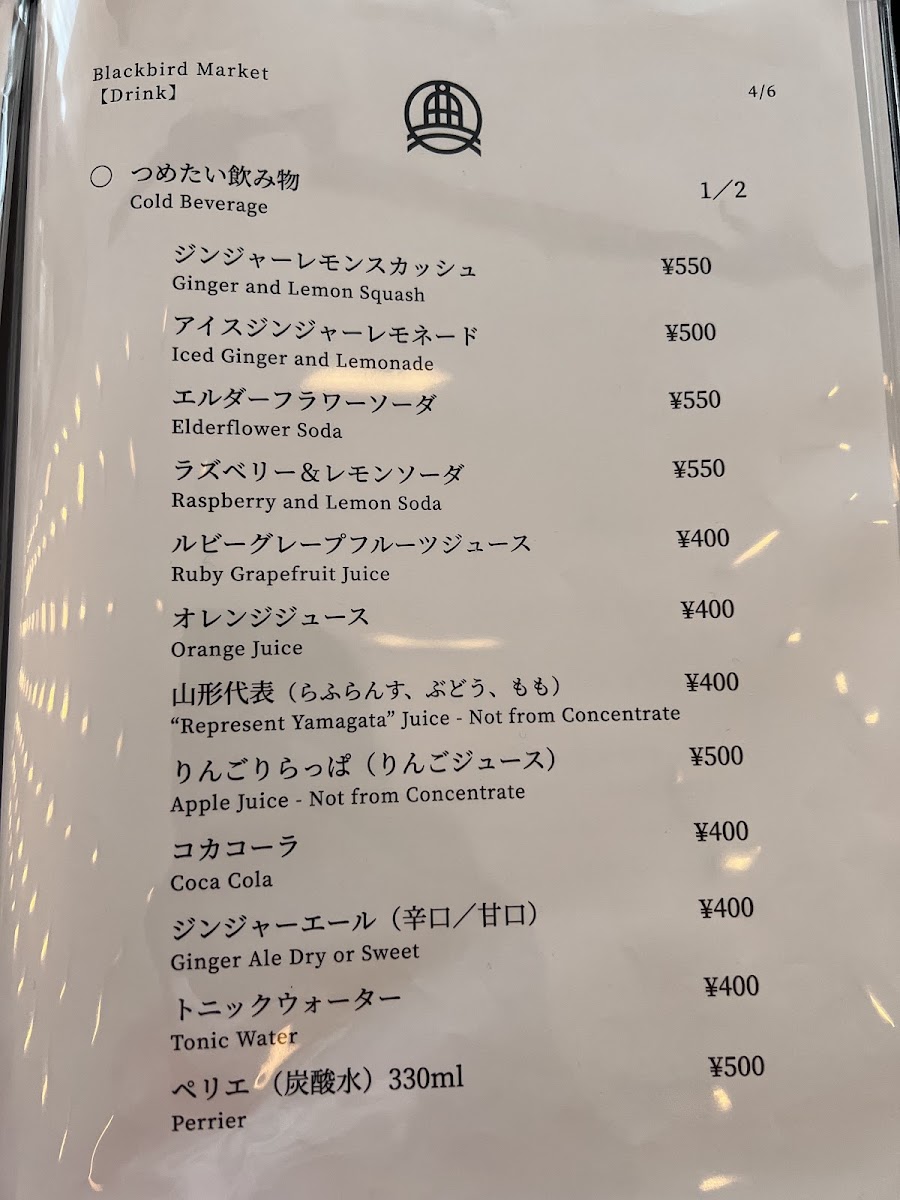 Blackbird Market
【Drink】
4/6
○ つめたい飲み物
Cold Beverage
1／2
ジンジャーレモンスカッシュ ¥550
Ginger and Lemon Squash
アイスジンジャーレモネード ¥500
Iced Ginger and Lemonade
エルダーフラワーソーダ ¥550
Elderflower Soda
ラズベリー＆レモンソーダ ¥550
Raspberry and Lemon Soda
ルビーグレープフルーツジュース ¥400
Ruby Grapefruit Juice
オレンジジュース ¥400
Orange Juice
山形代表（らふらんす、ぶどう、もも） ¥400
“Represent Yamagata” Juice - Not from Concentrate
りんごりらっぱ（りんごジュース） ¥500
Apple Juice - Not from Concentrate
コカコーラ ¥400
Coca Cola
ジンジャーエール（辛口／甘口） ¥400
Ginger Ale Dry or Sweet
トニックウォーター ¥400
Tonic Water
ペリエ （炭酸水）330ml ¥500
Perrier